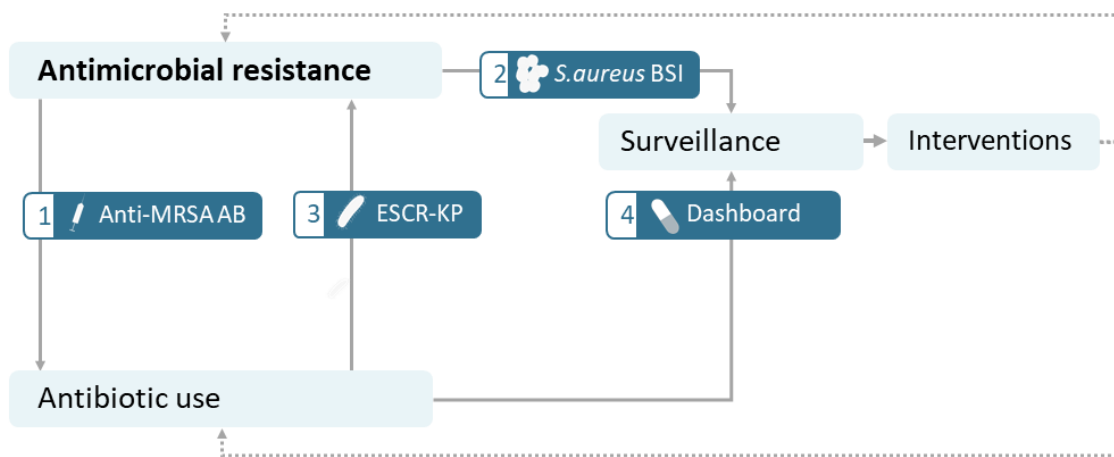 Antimicrobial resistance
2 S.aureus BSI
Surveillance
Interventions
1 Anti-MRSA AB
3 ESCR-KP
4 Dashboard
Antibiotic use